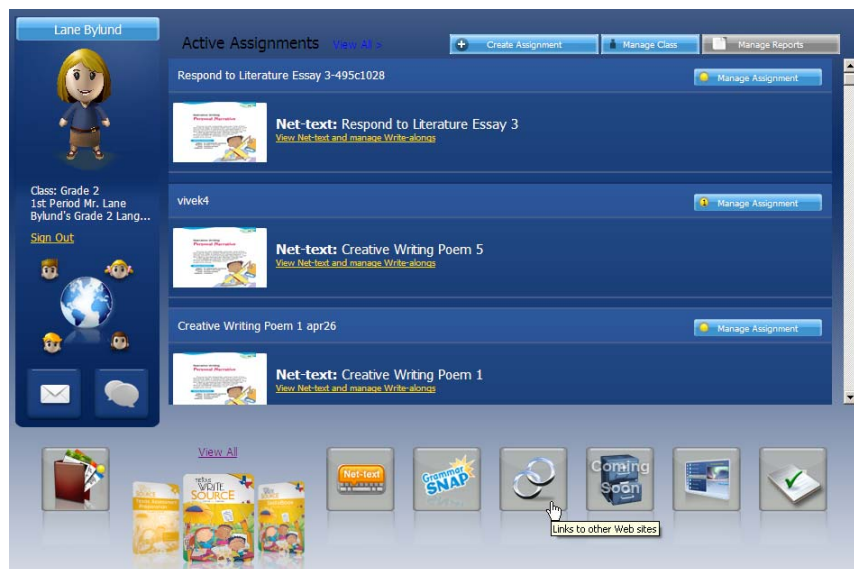 Lane Bylund
Active Assignments View All >
Create Assignment
Manage Class
Manage Reports
Respond to Literature Essay 3-495c1028
Manage Assignment
Net-text: Respond to Literature Essay 3
View Net-text and manage Write-alongs
Class: Grade 2
1st Period Mr. Lane
Bylund's Grade 2 Lang...
Sign Out
vivek4
Manage Assignment
Net-text: Creative Writing Poem 5
View Net-text and manage Write-alongs
Creative Writing Poem 1 apr26
Manage Assignment
Net-text: Creative Writing Poem 1
View Net-text and manage Write-alongs
View All
WRITE
SOURCE
Net-text
Grammar
SNAP
Coming
Soon
Links to other Web sites